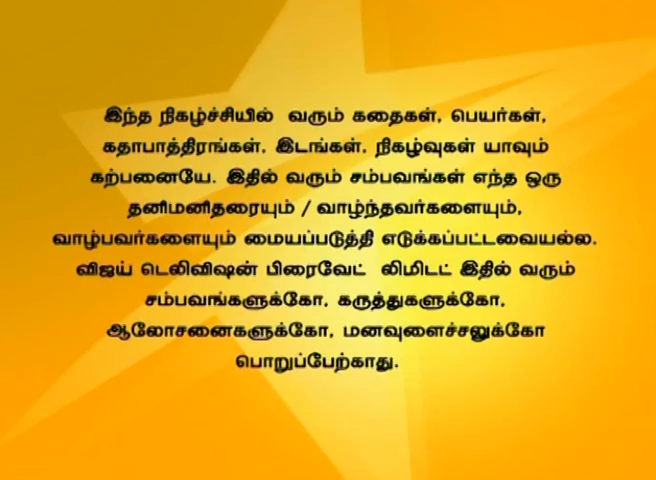 இந்த நிகழ்ச்சியில் வரும் கதைகள், பெயர்கள்,
கதாபாத்திரங்கள், இடங்கள், நிகழ்வுகள் யாவும்
கற்பனையே. இதில் வரும் சம்பவங்கள் எந்த ஒரு
தனிமனிதரையும் / வாழ்ந்தவர்களையும்,
வாழ்பவர்களையும் மையப்படுத்தி எடுக்கப்பட்டவையல்ல.
விஜய் டெலிவிஷன் பிரைவேட் லிமிடட் இதில் வரும்
சம்பவங்களுக்கோ, கருத்துகளுக்கோ,
ஆலோசனைகளுக்கோ, மனவுளைச்சலுக்கோ
பொறுப்பேற்காது.